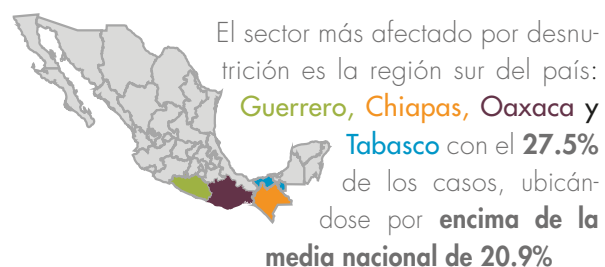 El sector más afectado por desnu-
trición es la región sur del país:
Guerrero, Chiapas, Oaxaca y
Tabasco con el 27.5%
de los casos, ubicán-
dose por encima de la
media nacional de 20.9%